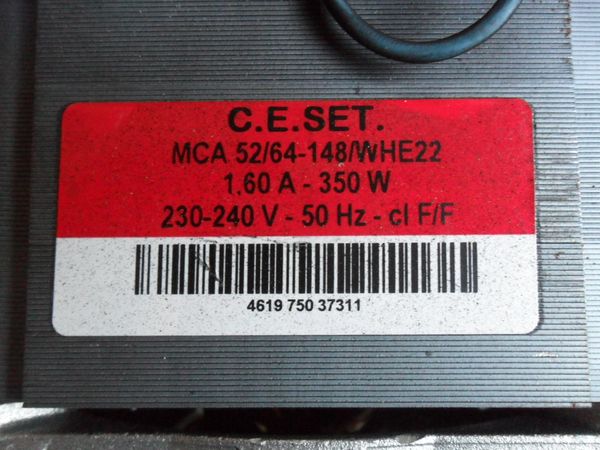 C.E.SET.
MCA 52/64-148/WHE22
1,60 A - 350 W
230-240 V - 50 Hz - cl F/F
4619 750 37311